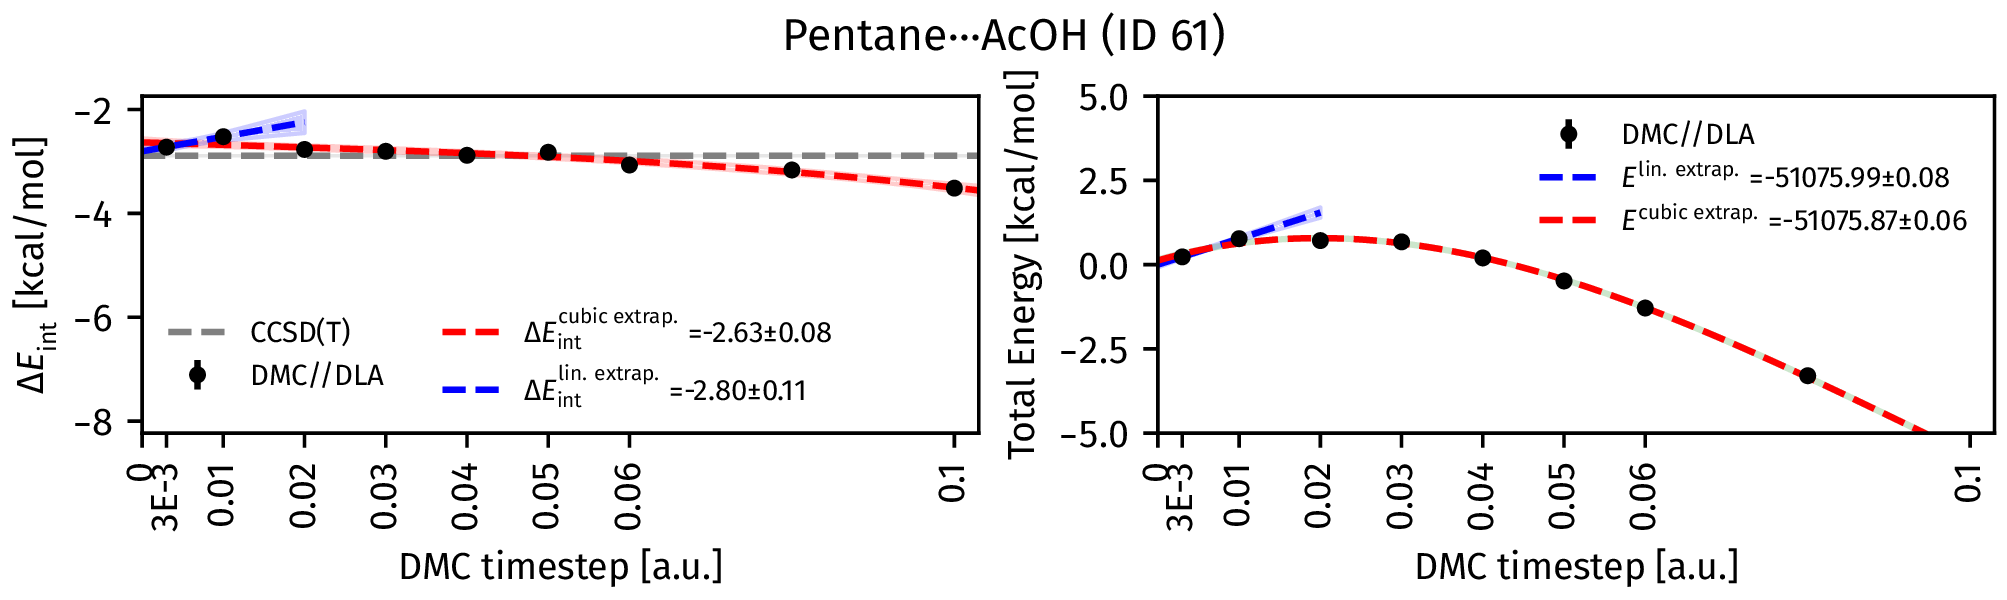 Pentane···AcOH (ID 61)
ΔE_int [kcal/mol]
−2
−4
−6
−8
CCSD(T)
DMC//DLA
ΔE_int^cubic extrap. =-2.63±0.08
ΔE_int^lin. extrap. =-2.80±0.11
0
3E-3
0.01
0.02
0.03
0.04
0.05
0.06
0.1
DMC timestep [a.u.]
Total Energy [kcal/mol]
5.0
2.5
0.0
−2.5
−5.0
DMC//DLA
E^lin. extrap. =-51075.99±0.08
E^cubic extrap. =-51075.87±0.06
0
3E-3
0.01
0.02
0.03
0.04
0.05
0.06
0.1
DMC timestep [a.u.]